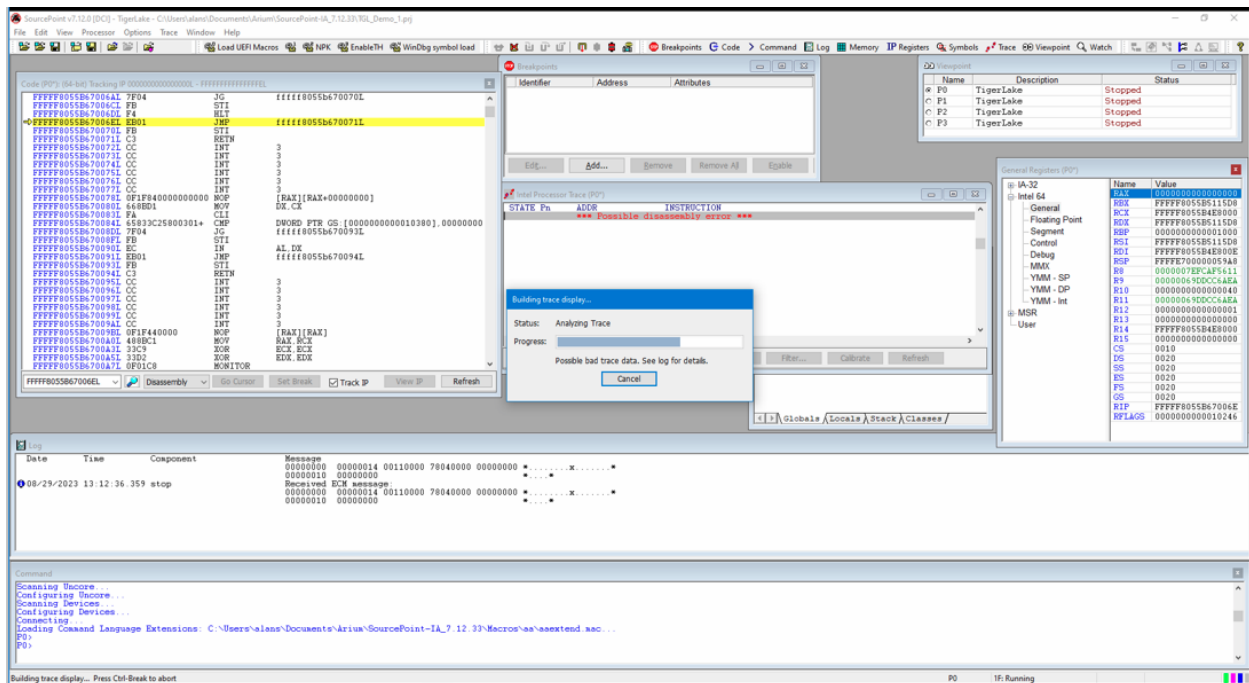 SourcePoint v7.12.0 [DCI] - TigerLake - C:\Users\alans\Documents\Arium\SourcePoint-IA_7.12.33\TGL_Demo_1.prj
File Edit View Processor Options Trace Window Help
Load UEFI Macros NPK EnableTH WinDbg symbol load Breakpoints Code Command Log Memory IP Registers Symbols Trace Viewpoint Watch
Code (P0*): (64-bit) Tracking IP 0000000000000000L - FFFFFFFFFFFFFFFFL
FFFFF8055B67006AL 7F04 JG fffff8055b670070L
FFFFF8055B67006CL FB STI
FFFFF8055B67006DL F4 HLT
FFFFF8055B67006EL EB01 JMP fffff8055b670071L
FFFFF8055B670070L FB STI
FFFFF8055B670071L C3 RETN
FFFFF8055B670072L CC INT 3
FFFFF8055B670073L CC INT 3
FFFFF8055B670074L CC INT 3
FFFFF8055B670075L CC INT 3
FFFFF8055B670076L CC INT 3
FFFFF8055B670077L CC INT 3
FFFFF8055B670078L 0F1F840000000000 NOP [RAX][RAX+00000000]
FFFFF8055B670080L 668BD1 MOV DX,CX
FFFFF8055B670083L FA CLI
FFFFF8055B670084L 65833C25800301+ CMP DWORD PTR GS:[0000000000010380],00000000
FFFFF8055B67008DL 7F04 JG fffff8055b670093L
FFFFF8055B67008FL FB STI
FFFFF8055B670090L EC IN AL,DX
FFFFF8055B670091L EB01 JMP fffff8055b670094L
FFFFF8055B670093L FB STI
FFFFF8055B670094L C3 RETN
FFFFF8055B670095L CC INT 3
FFFFF8055B670096L CC INT 3
FFFFF8055B670097L CC INT 3
FFFFF8055B670098L CC INT 3
FFFFF8055B670099L CC INT 3
FFFFF8055B67009AL CC INT 3
FFFFF8055B67009BL 0F1F440000 NOP [RAX][RAX]
FFFFF8055B6700A0L 488BC1 MOV RAX,RCX
FFFFF8055B6700A3L 33C9 XOR ECX,ECX
FFFFF8055B6700A5L 33D2 XOR EDX,EDX
FFFFF8055B6700A7L 0F01C8 MONITOR
FFFFF8055B67006EL Disassembly Go Cursor Set Break Track IP View IP Refresh
Breakpoints
Identifier Address Attributes
Edit... Add... Remove Remove All Enable
Intel Processor Trace (P0*)
STATE Pn ADDR INSTRUCTION
*** Possible disassembly error ***
Building trace display...
Status: Analyzing Trace
Progress:
Possible bad trace data. See log for details.
Cancel
Filter... Calibrate Refresh
Globals Locals Stack Classes
Viewpoint
Name Description Status
P0 TigerLake Stopped
P1 TigerLake Stopped
P2 TigerLake Stopped
P3 TigerLake Stopped
General Registers (P0*)
IA-32
Intel 64
General
Floating Point
Segment
Control
Debug
MMX
YMM - SP
YMM - DP
YMM - Int
MSR
User
Name Value
RAX 0000000000000000
RBX FFFFF8055B5115D8
RCX FFFFF8055B4E8000
RDX FFFFF8055B5115D8
RBP 0000000000001000
RSI FFFFF8055B5115D8
RDI FFFFF8055B4E800E
RSP FFFFE700000059A8
R8 0000007EFCAF5611
R9 00000069DDCC6AEA
R10 0000000000000040
R11 00000069DDCC6AEA
R12 0000000000000001
R13 0000000000000000
R14 FFFFF8055B4E8000
R15 0000000000000000
CS 0010
DS 0020
SS 0020
ES 0020
FS 0020
GS 0020
RIP FFFFF8055B67006E
RFLAGS 0000000000010246
Log
Date Time Component Message
00000000 00000014 00110000 78040000 00000000 *........x.......*
00000010 00000000 *....*
08/29/2023 13:12:36.359 stop Received ECM message:
00000000 00000014 00110000 78040000 00000000 *........x.......*
00000010 00000000 *....*
Command
Scanning Uncore...
Configuring Uncore...
Scanning Devices...
Configuring Devices...
Connecting...
Loading Command Language Extensions: C:\Users\alans\Documents\Arium\SourcePoint-IA_7.12.33\Macros\aa\aaextend.mac...
P0>
P0>
Building trace display... Press Ctrl-Break to abort P0 1F: Running